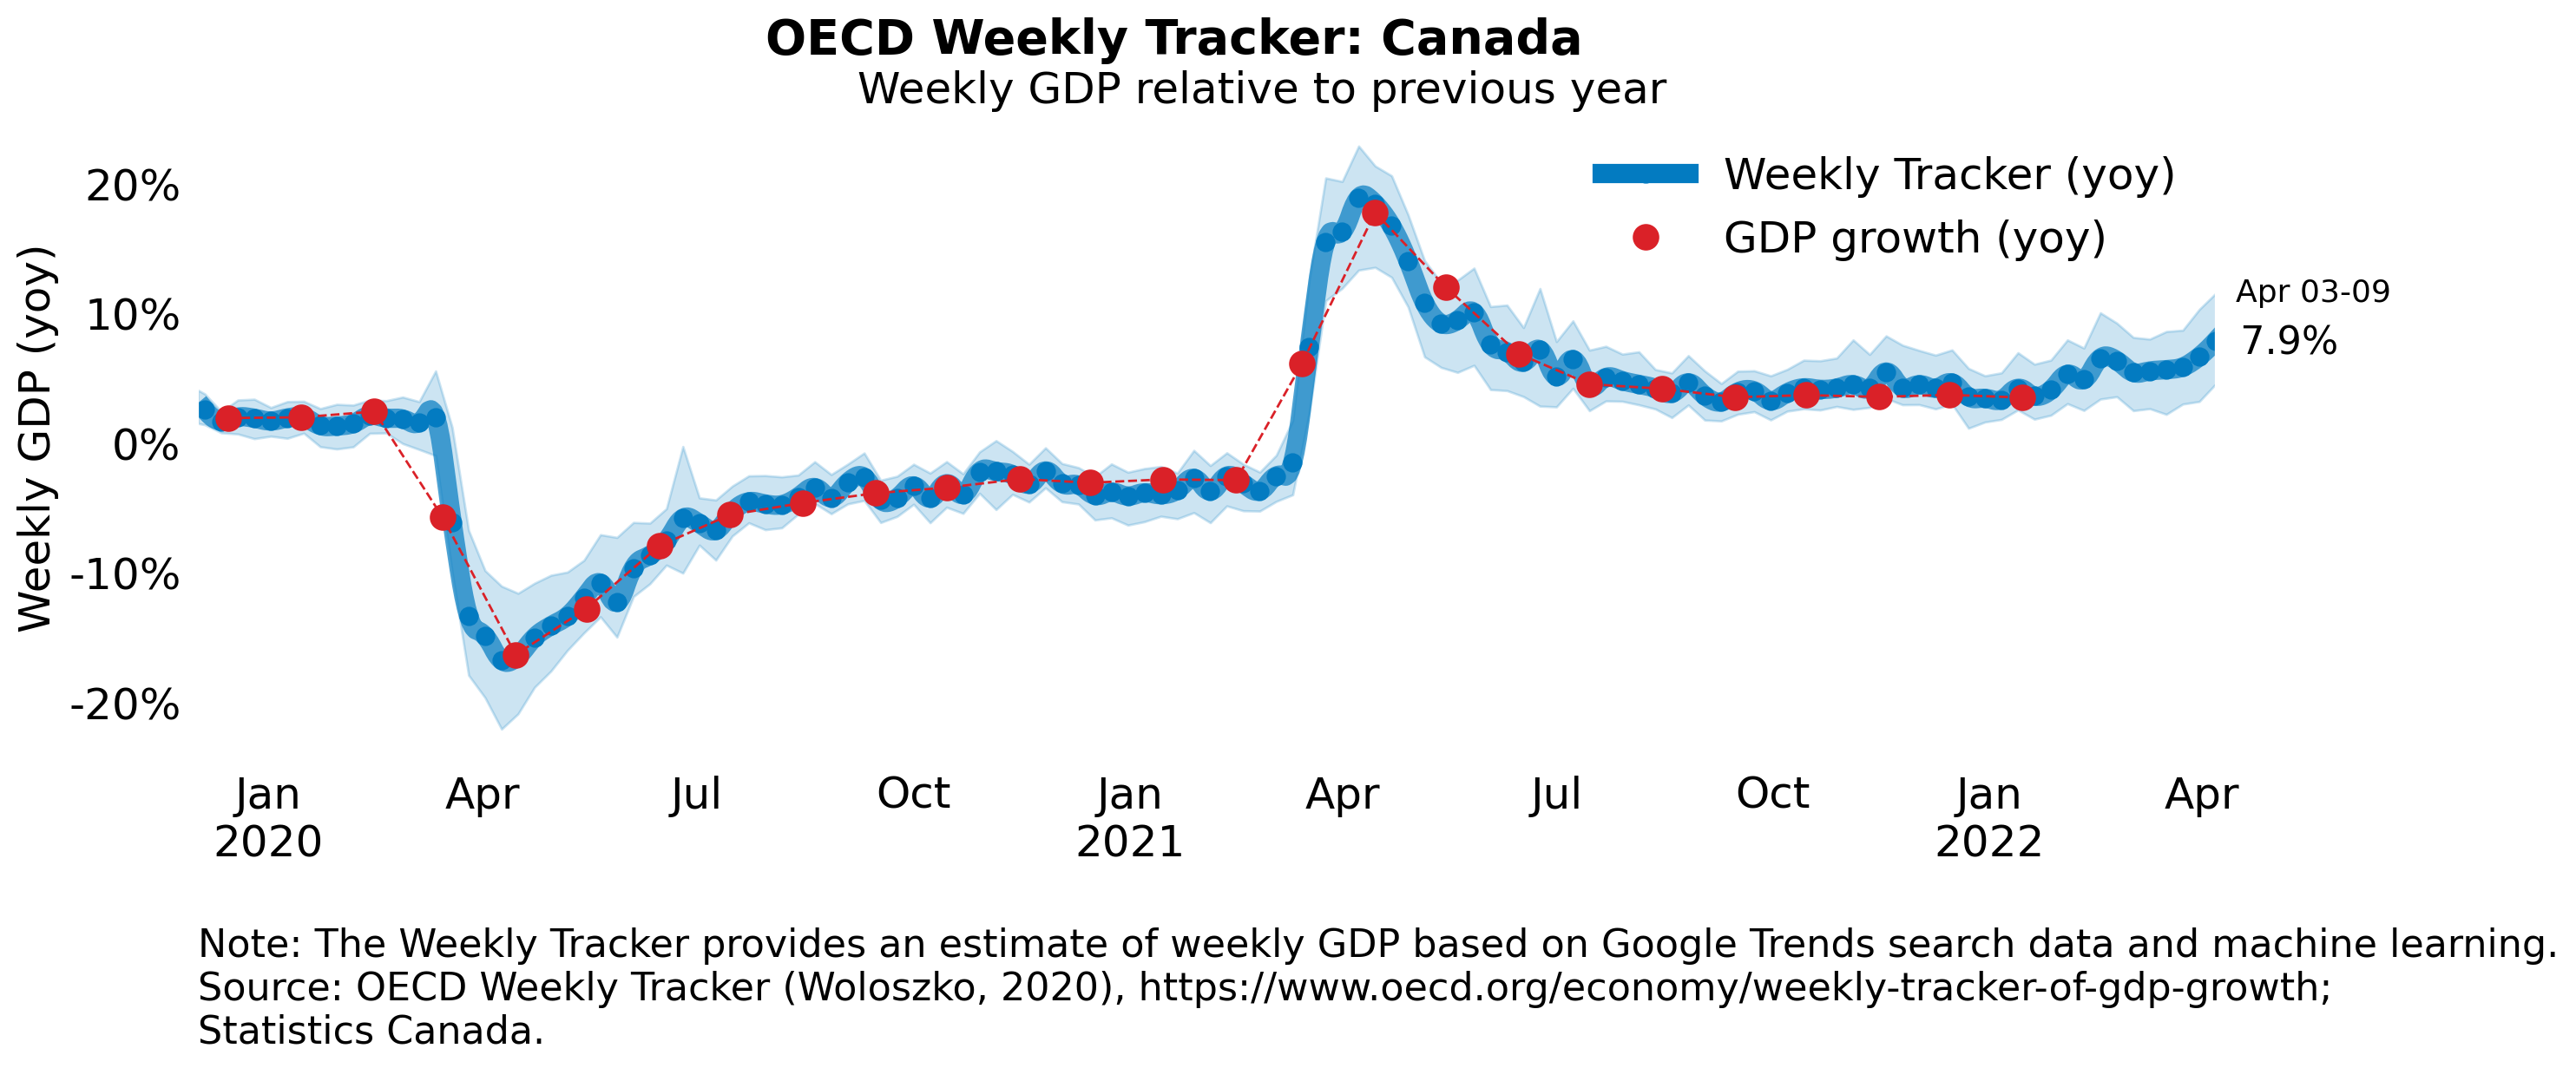 OECD Weekly Tracker: Canada
Weekly GDP relative to previous year
Weekly GDP (yoy)
20%
10%
0%
-10%
-20%
Weekly Tracker (yoy)
GDP growth (yoy)
Apr 03-09
7.9%
Jan Apr Jul Oct Jan Apr Jul Oct Jan Apr
2020 2021 2022
Note: The Weekly Tracker provides an estimate of weekly GDP based on Google Trends search data and machine learning.
Source: OECD Weekly Tracker (Woloszko, 2020), https://www.oecd.org/economy/weekly-tracker-of-gdp-growth;
Statistics Canada.